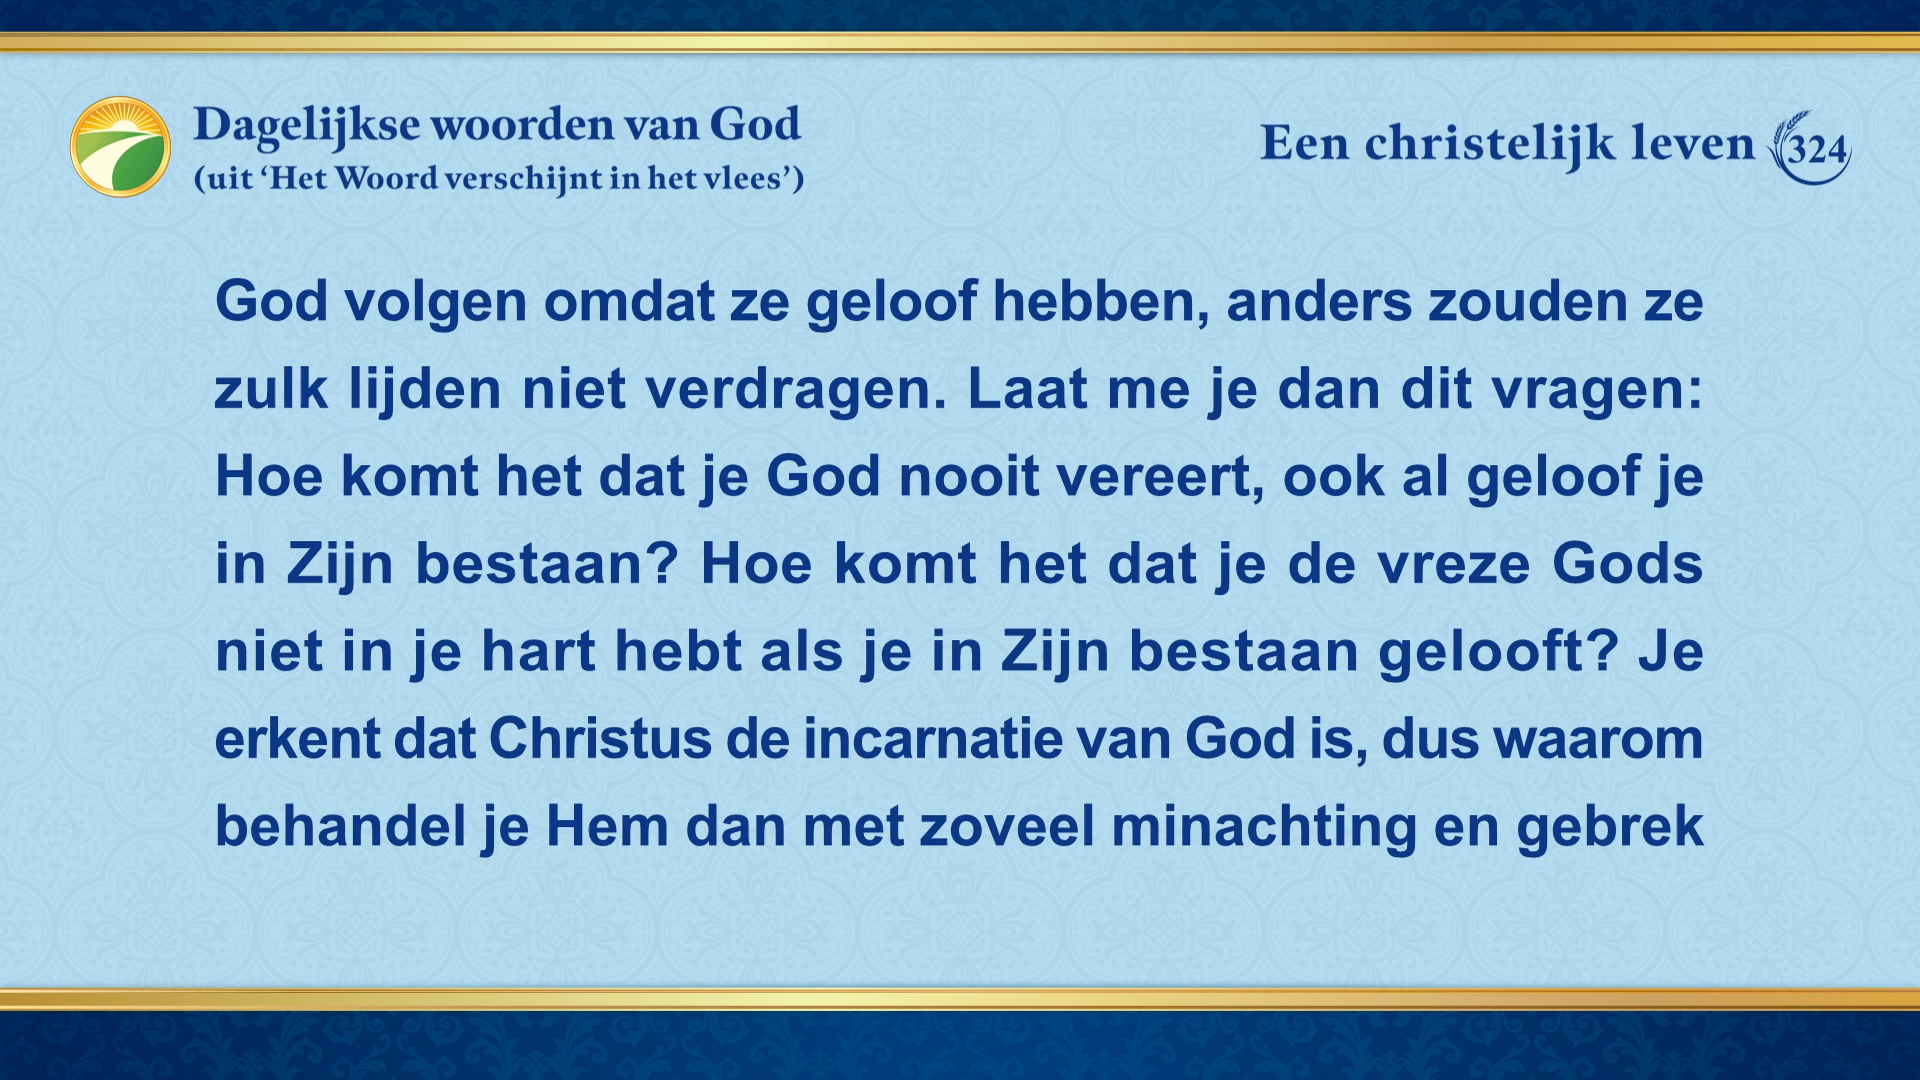 Dagelijkse woorden van God
(uit ‘Het Woord verschijnt in het vlees’)
Een christelijk leven 324
God volgen omdat ze geloof hebben, anders zouden ze
zulk lijden niet verdragen. Laat me je dan dit vragen:
Hoe komt het dat je God nooit vereert, ook al geloof je
in Zijn bestaan? Hoe komt het dat je de vreze Gods
niet in je hart hebt als je in Zijn bestaan gelooft? Je
erkent dat Christus de incarnatie van God is, dus waarom
behandel je Hem dan met zoveel minachting en gebrek